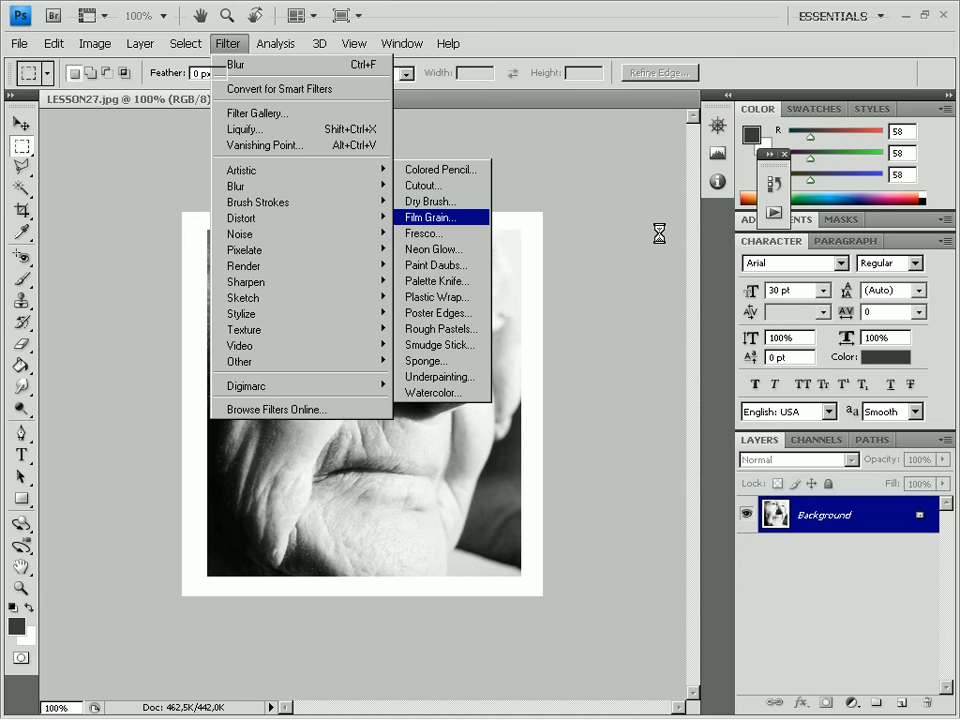 Ps Br 100% ESSENTIALS
File Edit Image Layer Select Filter Analysis 3D View Window Help
Feather: 0 px Width: Height: Refine Edge...
LESSON27.jpg @ 100% (RGB/8)
Blur Ctrl+F
Convert for Smart Filters
Filter Gallery...
Liquify... Shift+Ctrl+X
Vanishing Point... Alt+Ctrl+V
Artistic
Blur
Brush Strokes
Distort
Noise
Pixelate
Render
Sharpen
Sketch
Stylize
Texture
Video
Other
Digimarc
Browse Filters Online...
Colored Pencil...
Cutout...
Dry Brush...
Film Grain...
Fresco...
Neon Glow...
Paint Daubs...
Palette Knife...
Plastic Wrap...
Poster Edges...
Rough Pastels...
Smudge Stick...
Sponge...
Underpainting...
Watercolor...
COLOR SWATCHES STYLES
R 58
58
58
MASKS
CHARACTER PARAGRAPH
Arial Regular
30 pt (Auto)
0
100% 100%
0 pt Color:
English: USA Smooth
LAYERS CHANNELS PATHS
Normal Opacity: 100%
Lock: Fill: 100%
Background
100% Doc: 462,5K/442,0K